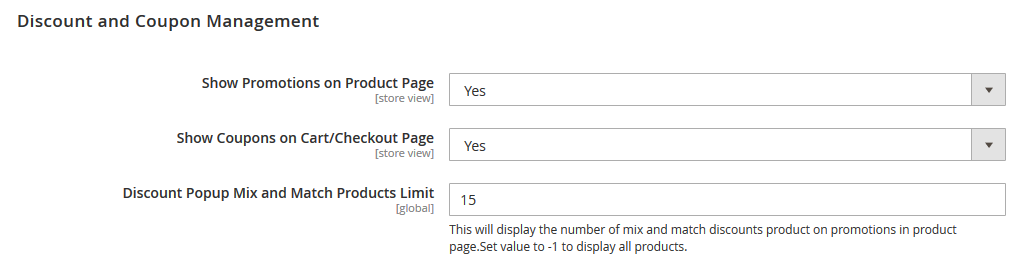 Discount and Coupon Management
Show Promotions on Product Page
[store view]
Yes
Show Coupons on Cart/Checkout Page
[store view]
Yes
Discount Popup Mix and Match Products Limit
[global]
15
This will display the number of mix and match discounts product on promotions in product
page.Set value to -1 to display all products.